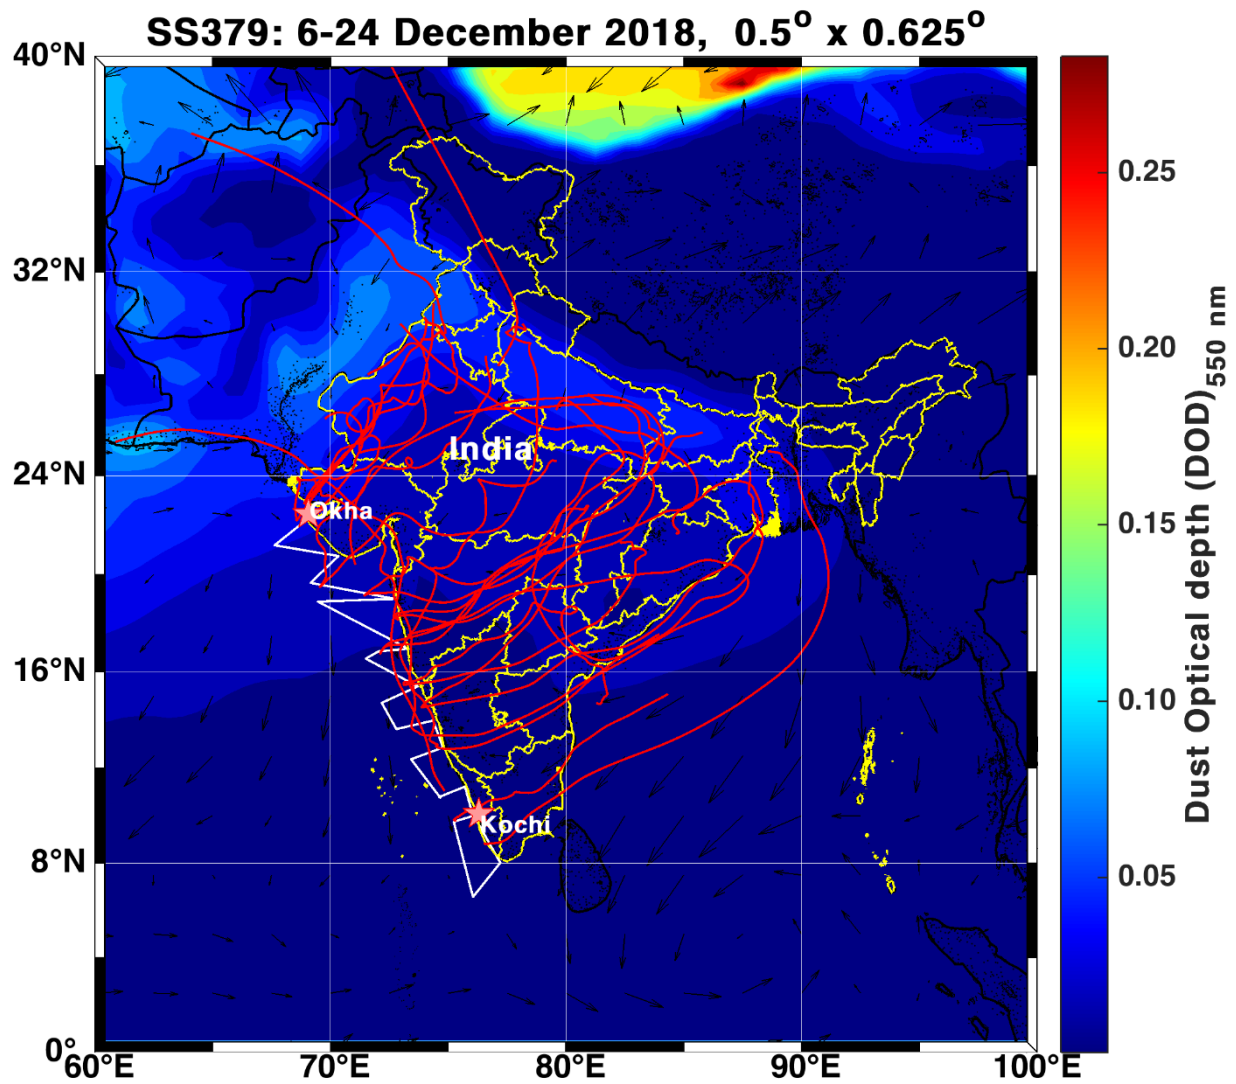 SS379: 6-24 December 2018, 0.5° x 0.625°
40°N
32°N
24°N
16°N
8°N
0°
60°E
70°E
80°E
90°E
100°E
India
Okha
Kochi
0.25
0.20
0.15
0.10
0.05
Dust Optical depth (DOD)550 nm